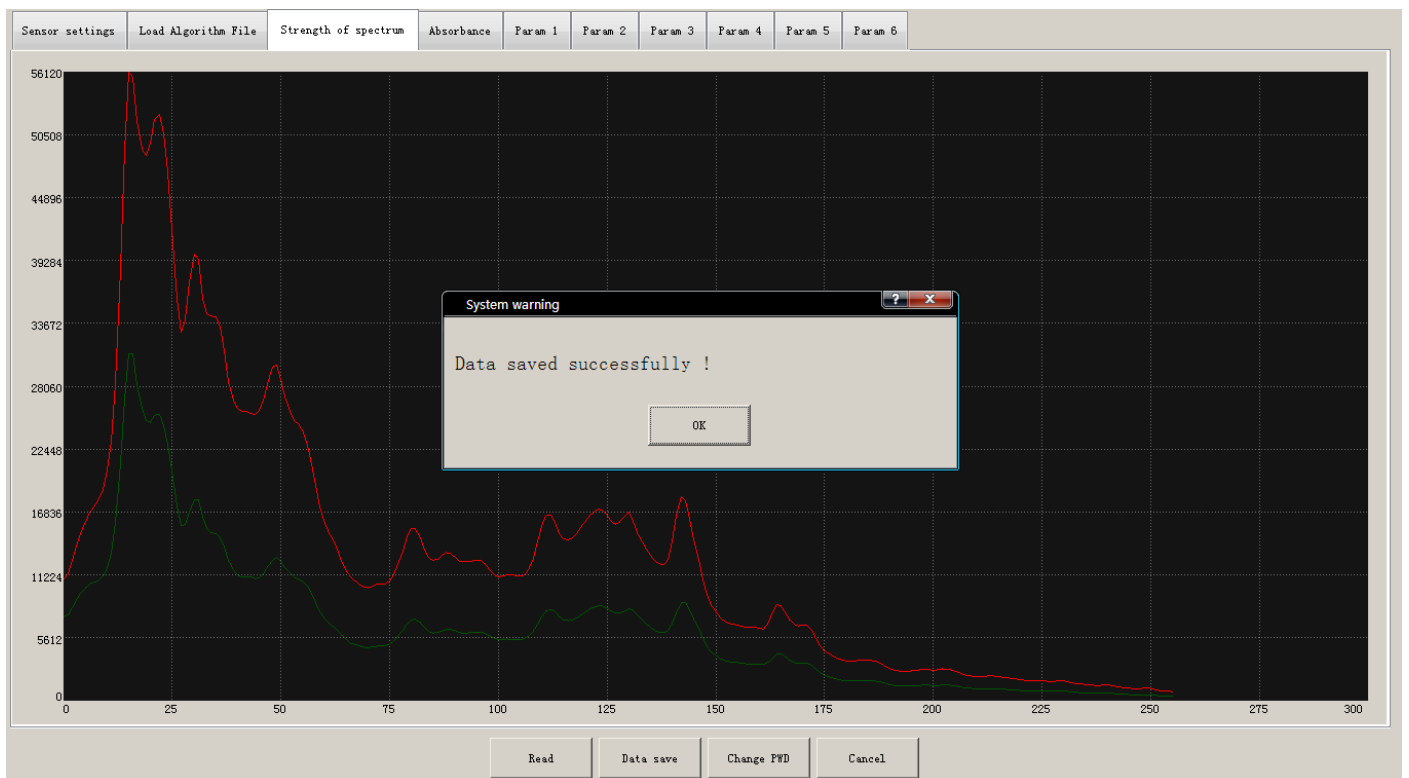 Sensor settings Load Algorithm File Strength of spectrum Absorbance Param 1 Param 2 Param 3 Param 4 Param 5 Param 6
56120
50508
44896
39284
33672
28060
22448
16836
11224
5612
0
0 25 50 75 100 125 150 175 200 225 250 275 300
System warning ? X
Data saved successfully !
OK
Read Data save Change PWD Cancel